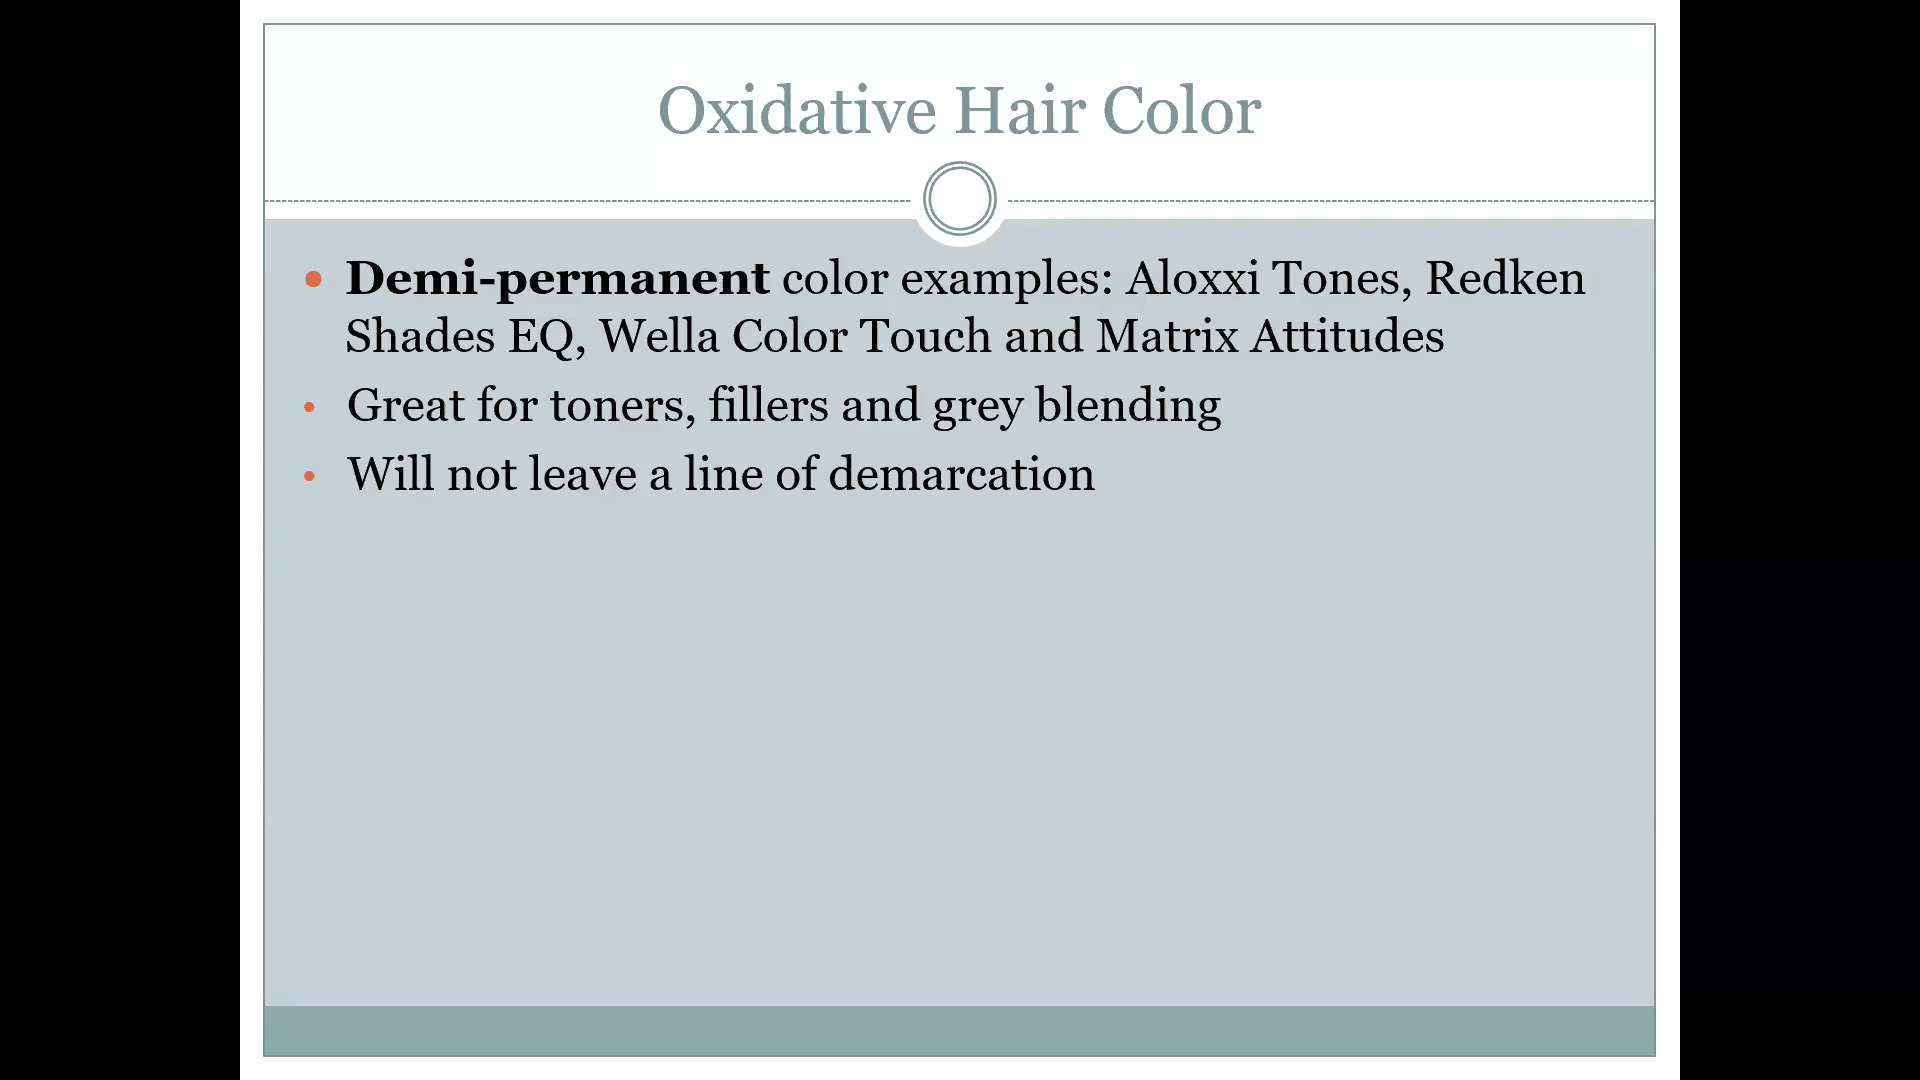 Oxidative Hair Color
• Demi-permanent color examples: Aloxxi Tones, Redken
Shades EQ, Wella Color Touch and Matrix Attitudes
• Great for toners, fillers and grey blending
• Will not leave a line of demarcation